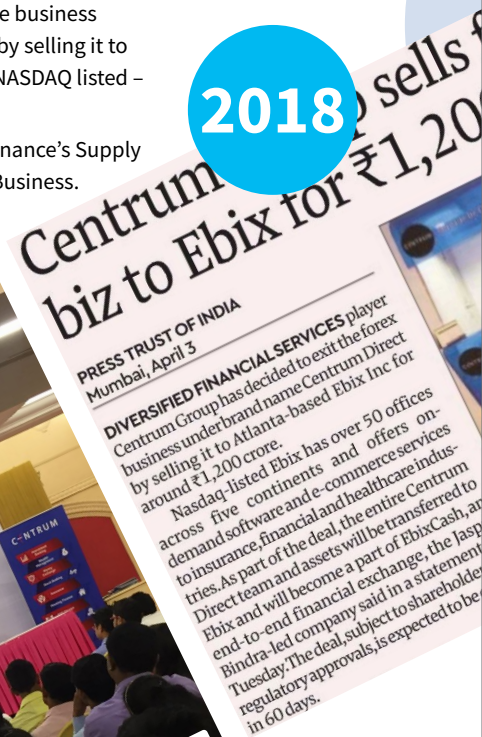 e business
by selling it to
NASDAQ listed –
nance's Supply
Business.
2018
Centrum p sells f
biz to Ebix for ₹1,20
PRESS TRUST OF INDIA
Mumbai, April 3
DIVERSIFIED FINANCIAL SERVICES player
Centrum Group has decided to exit the forex
business under brand name Centrum Direct
by selling it to Atlanta-based Ebix Inc for
around ₹1,200 crore.
Nasdaq-listed Ebix has over 50 offices
across five continents and offers on-
demand software and e-commerce services
to insurance, financial and healthcare indus-
tries. As part of the deal, the entire Centrum
Direct team and assets will be transferred to
Ebix and will become a part of EbixCash, an
end-to-end financial exchange, the Jasp
Bindra-led company said in a statement
Tuesday. The deal, subject to shareholde
regulatory approvals, is expected to be
in 60 days.
CENTRUM